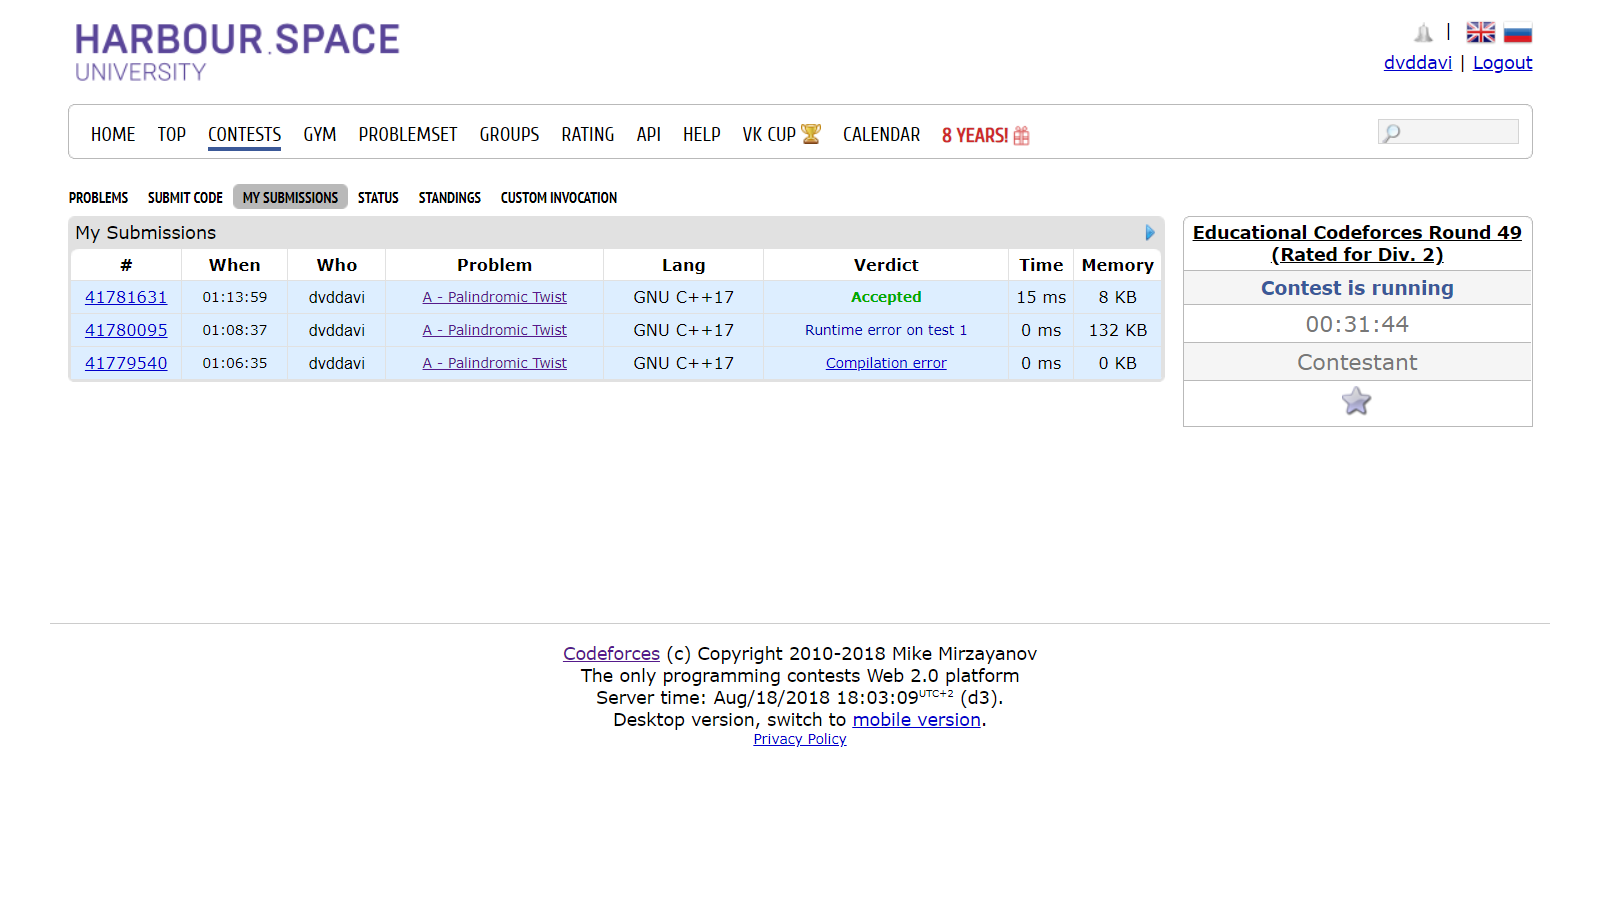 HARBOUR.SPACE
UNIVERSITY
|
dvddavi | Logout
HOME TOP CONTESTS GYM PROBLEMSET GROUPS RATING API HELP VK CUP CALENDAR 8 YEARS!
PROBLEMS SUBMIT CODE MY SUBMISSIONS STATUS STANDINGS CUSTOM INVOCATION
My Submissions
# When Who Problem Lang Verdict Time Memory
41781631 01:13:59 dvddavi A - Palindromic Twist GNU C++17 Accepted 15 ms 8 KB
41780095 01:08:37 dvddavi A - Palindromic Twist GNU C++17 Runtime error on test 1 0 ms 132 KB
41779540 01:06:35 dvddavi A - Palindromic Twist GNU C++17 Compilation error 0 ms 0 KB
Educational Codeforces Round 49
(Rated for Div. 2)
Contest is running
00:31:44
Contestant
Codeforces (c) Copyright 2010-2018 Mike Mirzayanov
The only programming contests Web 2.0 platform
Server time: Aug/18/2018 18:03:09UTC+2 (d3).
Desktop version, switch to mobile version.
Privacy Policy